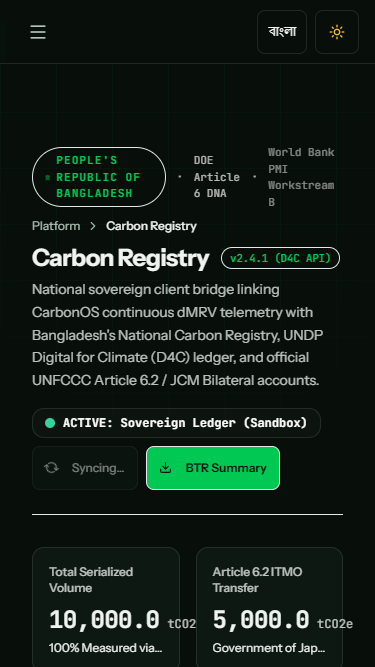 বাংলা
PEOPLE'S REPUBLIC OF BANGLADESH
· DOE Article 6 DNA
· World Bank PMI Workstream B
Platform > Carbon Registry
Carbon Registry v2.4.1 (D4C API)
National sovereign client bridge linking
CarbonOS continuous dMRV telemetry with
Bangladesh's National Carbon Registry, UNDP
Digital for Climate (D4C) ledger, and official
UNFCCC Article 6.2 / JCM Bilateral accounts.
ACTIVE: Sovereign Ledger (Sandbox)
Syncing… BTR Summary
Total Serialized
Volume
10,000.0 tCO2
100% Measured via…
Article 6.2 ITMO
Transfer
5,000.0 tCO2e
Government of Jap…